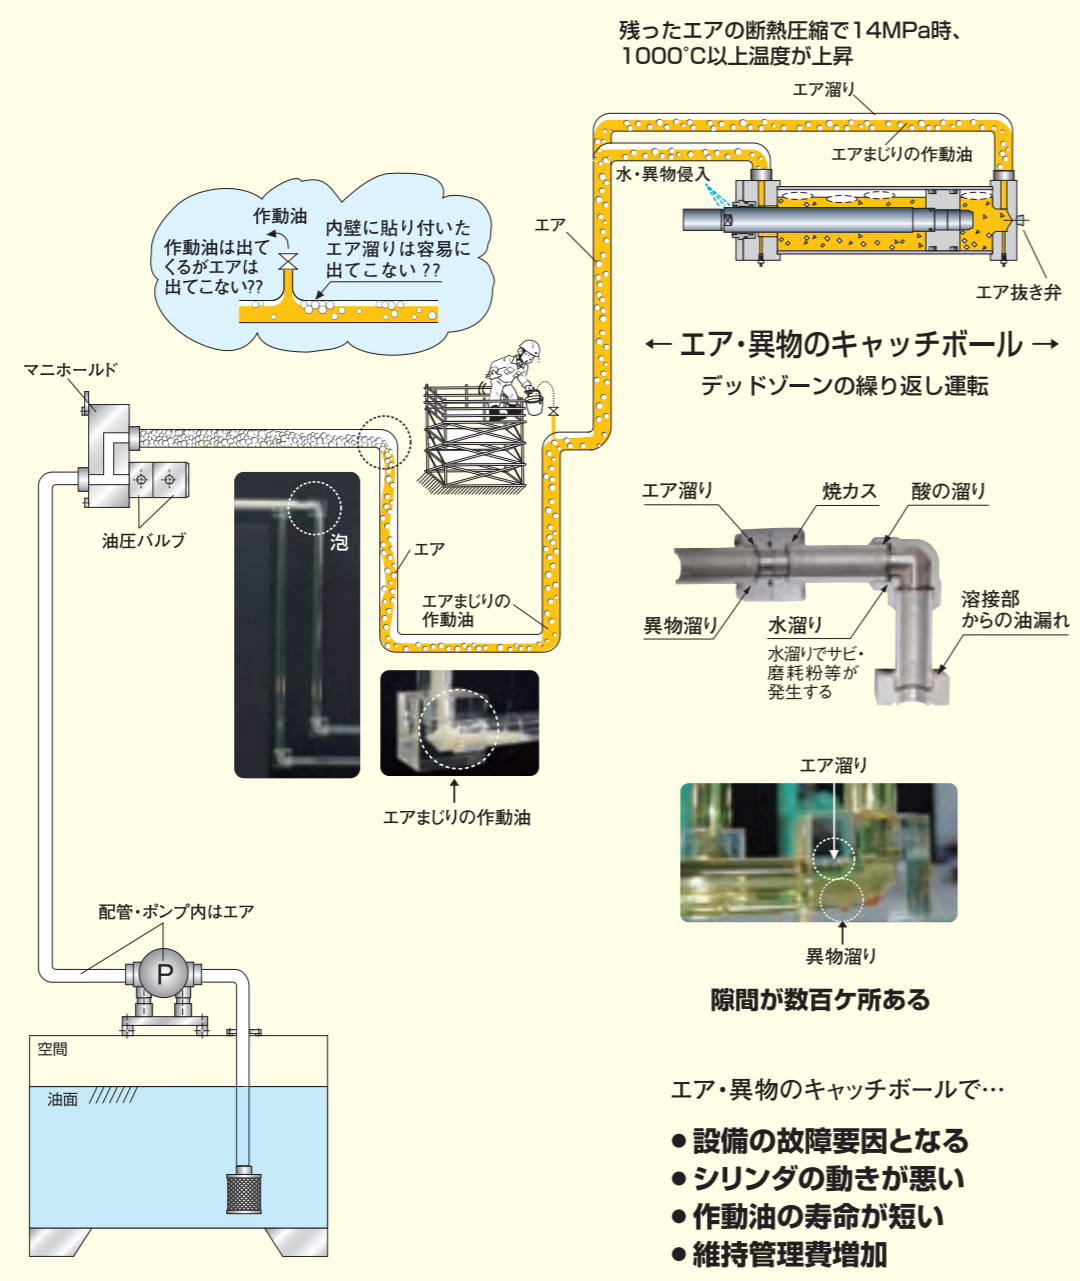 残ったエアの断熱圧縮で14MPa時、
1000℃以上温度が上昇
エア溜り
エアまじりの作動油
水・異物侵入
エア
エア抜き弁
← エア・異物のキャッチボール →
デッドゾーンの繰り返し運転
作動油
作動油は出て
くるがエアは
出てこない??
内壁に貼り付いた
エア溜りは容易に
出てこない ??
マニホールド
油圧バルブ
泡
エア
エアまじりの
作動油
エアまじりの作動油
エア溜り
焼カス
酸の溜り
異物溜り
水溜り
水溜りでサビ・
磨耗粉等が
発生する
溶接部
からの油漏れ
エア溜り
異物溜り
隙間が数百ケ所ある
配管・ポンプ内はエア
P
空間
油面
エア・異物のキャッチボールで…
● 設備の故障要因となる
● シリンダの動きが悪い
● 作動油の寿命が短い
● 維持管理費増加